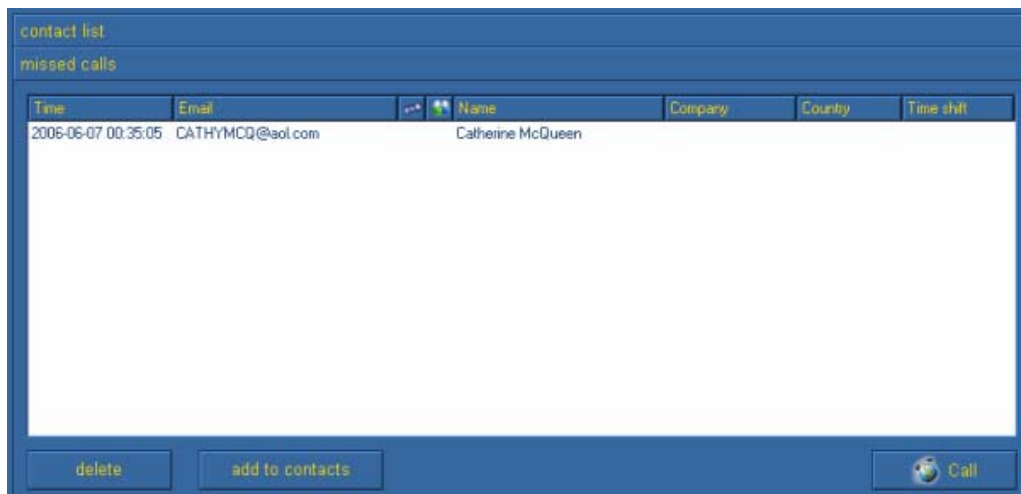 contact list
missed calls
Time Email Name Company Country Time shift
2006-06-07 00:35:05 CATHYMCQ@aol.com Catherine McQueen
delete add to contacts Call